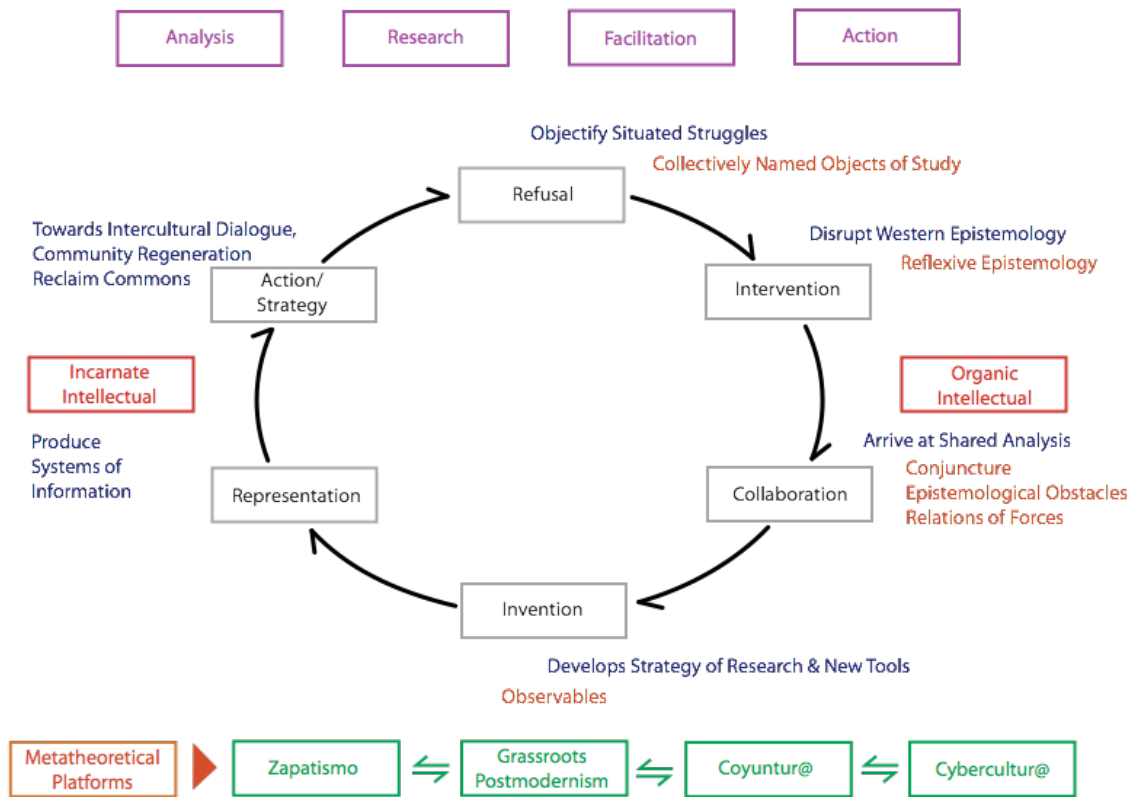 Analysis
Research
Facilitation
Action
Objectify Situated Struggles
Collectively Named Objects of Study
Refusal
Towards Intercultural Dialogue,
Community Regeneration
Reclaim Commons
Disrupt Western Epistemology
Reflexive Epistemology
Action/
Strategy
Intervention
Incarnate
Intellectual
Organic
Intellectual
Produce
Systems of
Information
Arrive at Shared Analysis
Conjuncture
Epistemological Obstacles
Relations of Forces
Representation
Collaboration
Invention
Develops Strategy of Research & New Tools
Observables
Metatheoretical
Platforms
Zapatismo
Grassroots
Postmodernism
Coyuntur@
Cybercultur@